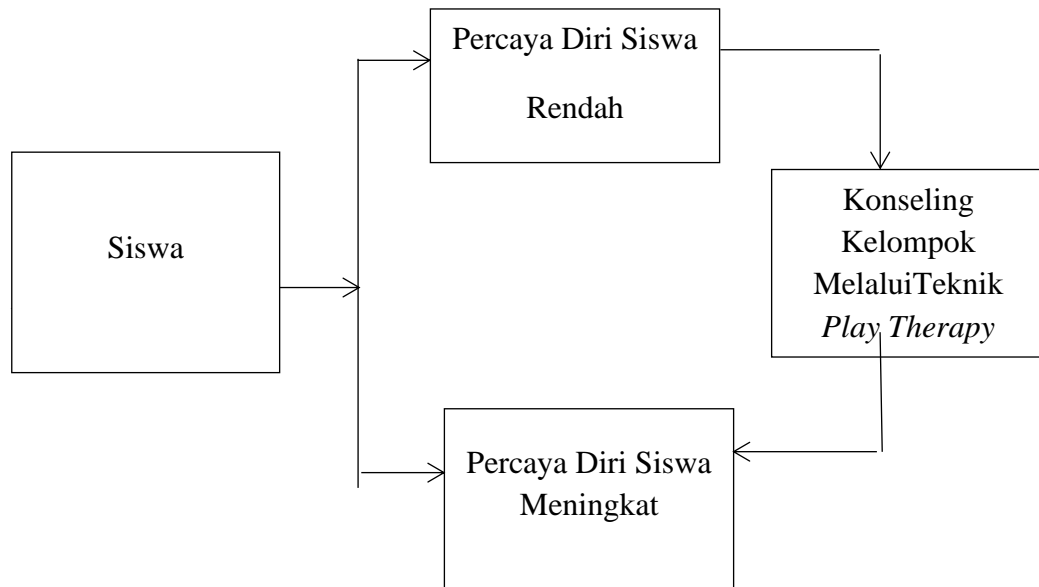 Percaya Diri Siswa
Rendah
Siswa
Konseling
Kelompok
MelaluiTeknik
Play Therapy
Percaya Diri Siswa
Meningkat